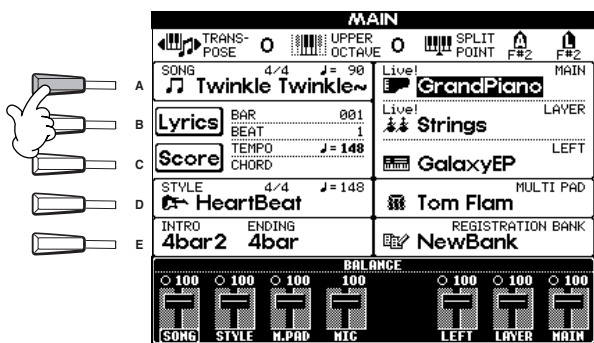 MAIN
TRANS-
POSE 0
UPPER
OCTAVE 0
SPLIT
POINT
A
F#2
L
F#2
SONG 4/4 ♩= 90
Twinkle Twinkle~
Live! MAIN
GrandPiano
Lyrics
BAR 001
BEAT 1
Live! LAYER
Strings
Score
TEMPO ♩= 148
CHORD
LEFT
GalaxyEP
STYLE 4/4 ♩= 148
HeartBeat
MULTI PAD
Tom Flam
INTRO ENDING
4bar2 4bar
REGISTRATION BANK
NewBank
BALANCE
100 100 100 100 100 100 100
SONG STYLE M.PAD MIC LEFT LAYER MAIN
A
B
C
D
E